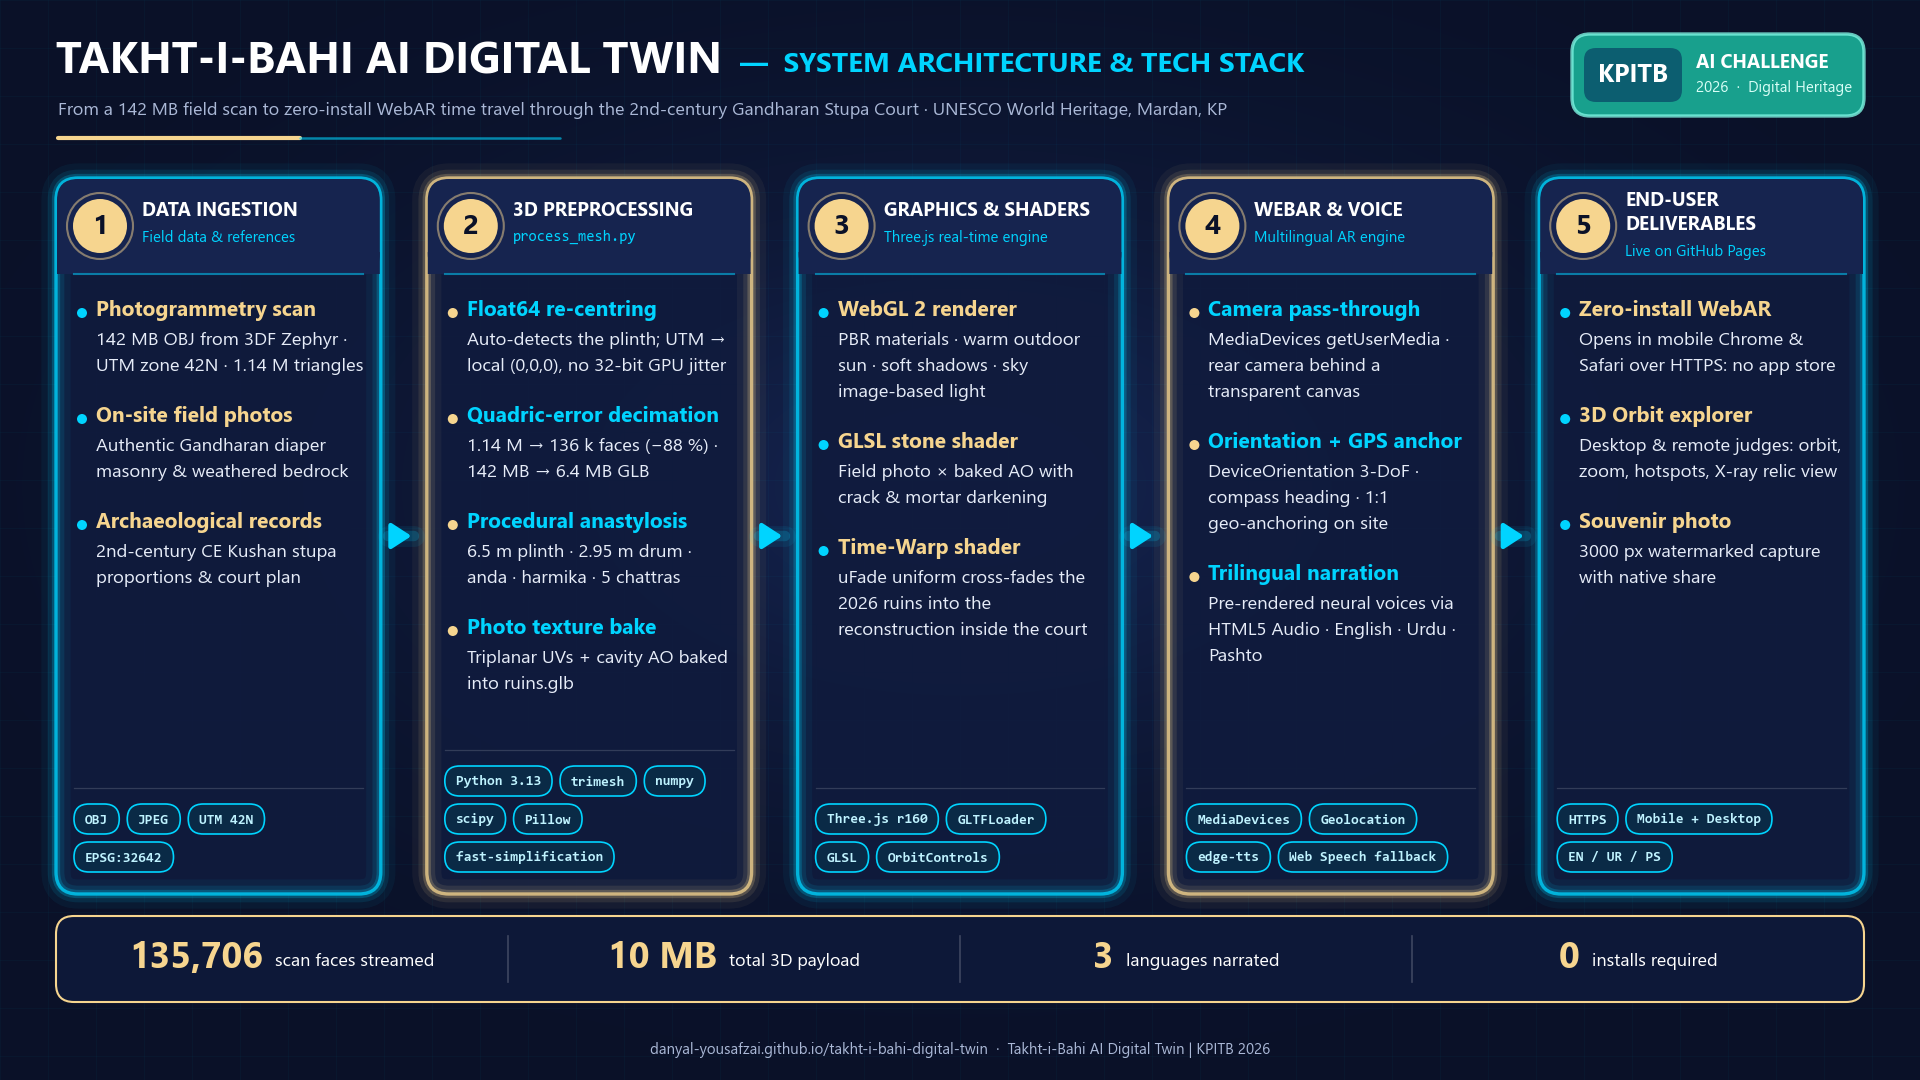 TAKHT-I-BAHI AI DIGITAL TWIN — SYSTEM ARCHITECTURE & TECH STACK
From a 142 MB field scan to zero-install WebAR time travel through the 2nd-century Gandharan Stupa Court · UNESCO World Heritage, Mardan, KP
KPITB
AI CHALLENGE
2026 · Digital Heritage
1
DATA INGESTION
Field data & references
Photogrammetry scan
142 MB OBJ from 3DF Zephyr ·
UTM zone 42N · 1.14 M triangles
On-site field photos
Authentic Gandharan diaper
masonry & weathered bedrock
Archaeological records
2nd-century CE Kushan stupa
proportions & court plan
OBJ
JPEG
UTM 42N
EPSG:32642
2
3D PREPROCESSING
process_mesh.py
Float64 re-centring
Auto-detects the plinth; UTM →
local (0,0,0), no 32-bit GPU jitter
Quadric-error decimation
1.14 M → 136 k faces (−88 %) ·
142 MB → 6.4 MB GLB
Procedural anastylosis
6.5 m plinth · 2.95 m drum ·
anda · harmika · 5 chattras
Photo texture bake
Triplanar UVs + cavity AO baked
into ruins.glb
Python 3.13
trimesh
numpy
scipy
Pillow
fast-simplification
3
GRAPHICS & SHADERS
Three.js real-time engine
WebGL 2 renderer
PBR materials · warm outdoor
sun · soft shadows · sky
image-based light
GLSL stone shader
Field photo × baked AO with
crack & mortar darkening
Time-Warp shader
uFade uniform cross-fades the
2026 ruins into the
reconstruction inside the court
Three.js r160
GLTFLoader
GLSL
OrbitControls
4
WEBAR & VOICE
Multilingual AR engine
Camera pass-through
MediaDevices getUserMedia ·
rear camera behind a
transparent canvas
Orientation + GPS anchor
DeviceOrientation 3-DoF ·
compass heading · 1:1
geo-anchoring on site
Trilingual narration
Pre-rendered neural voices via
HTML5 Audio · English · Urdu ·
Pashto
MediaDevices
Geolocation
edge-tts
Web Speech fallback
5
END-USER
DELIVERABLES
Live on GitHub Pages
Zero-install WebAR
Opens in mobile Chrome &
Safari over HTTPS: no app store
3D Orbit explorer
Desktop & remote judges: orbit,
zoom, hotspots, X-ray relic view
Souvenir photo
3000 px watermarked capture
with native share
HTTPS
Mobile + Desktop
EN / UR / PS
135,706 scan faces streamed
10 MB total 3D payload
3 languages narrated
0 installs required
danyal-yousafzai.github.io/takht-i-bahi-digital-twin · Takht-i-Bahi AI Digital Twin | KPITB 2026